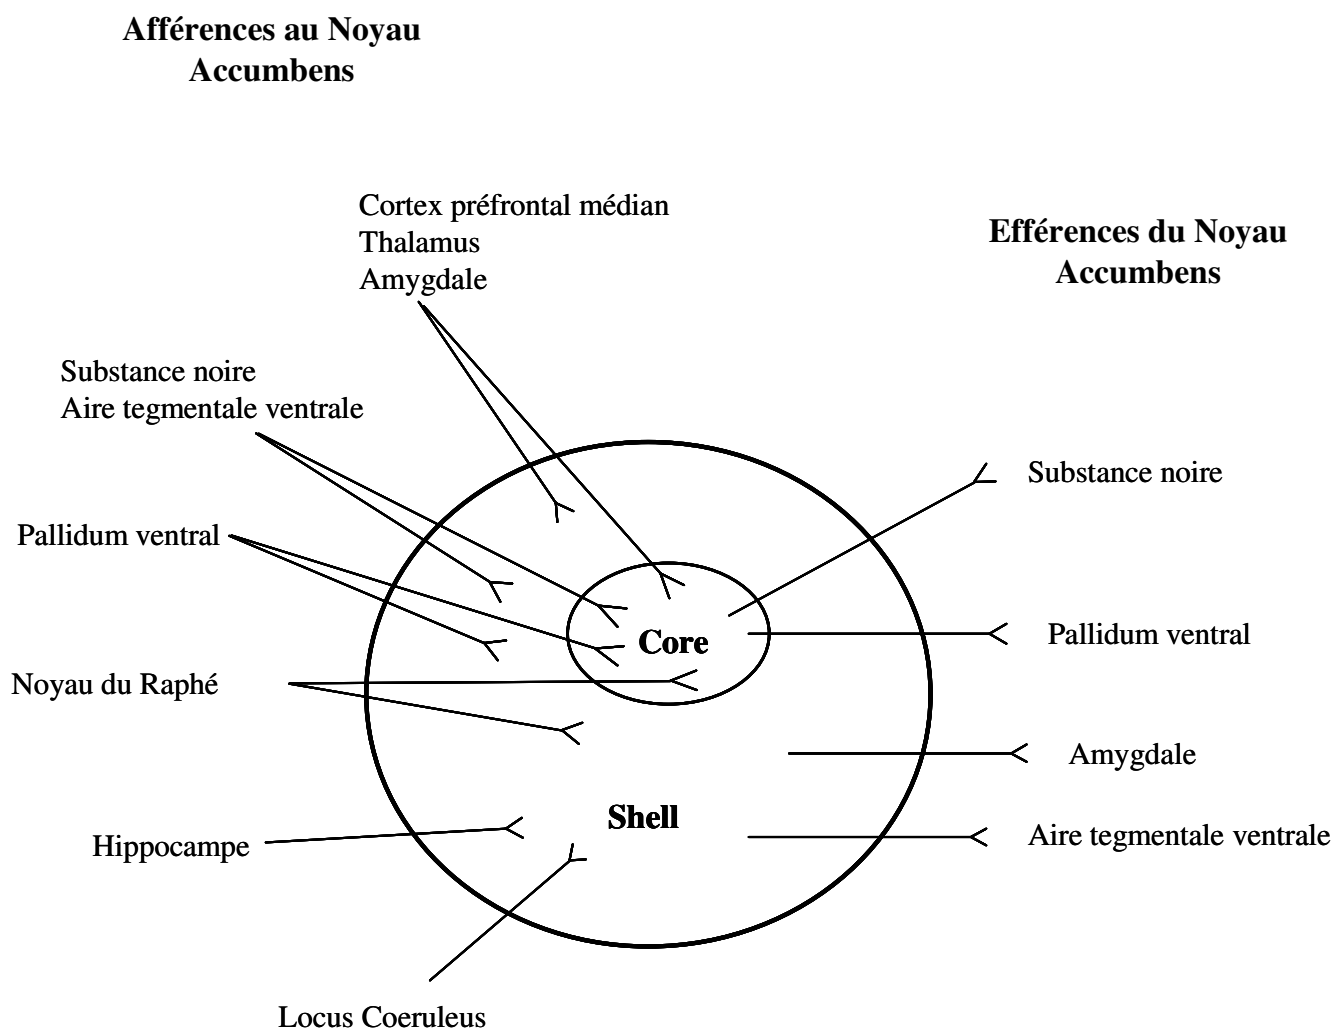 Afférences au Noyau
Accumbens
Cortex préfrontal médian
Thalamus
Amygdale
Efférences du Noyau
Accumbens
Substance noire
Aire tegmentale ventrale
Substance noire
Pallidum ventral
Core
Pallidum ventral
Noyau du Raphé
Amygdale
Shell
Aire tegmentale ventrale
Hippocampe
Locus Coeruleus